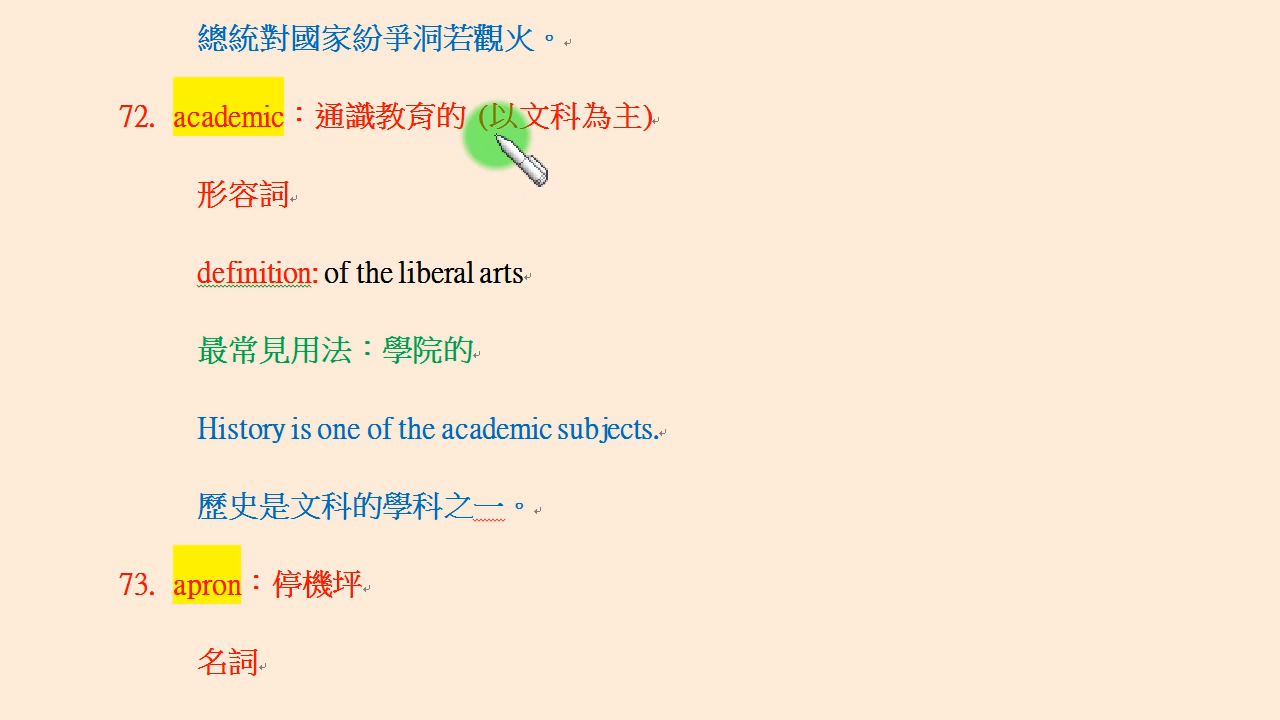 總統對國家紛爭洞若觀火。
72. academic：通識教育的 (以文科為主)
形容詞
definition: of the liberal arts
最常見用法：學院的
History is one of the academic subjects.
歷史是文科的學科之一。
73. apron：停機坪
名詞